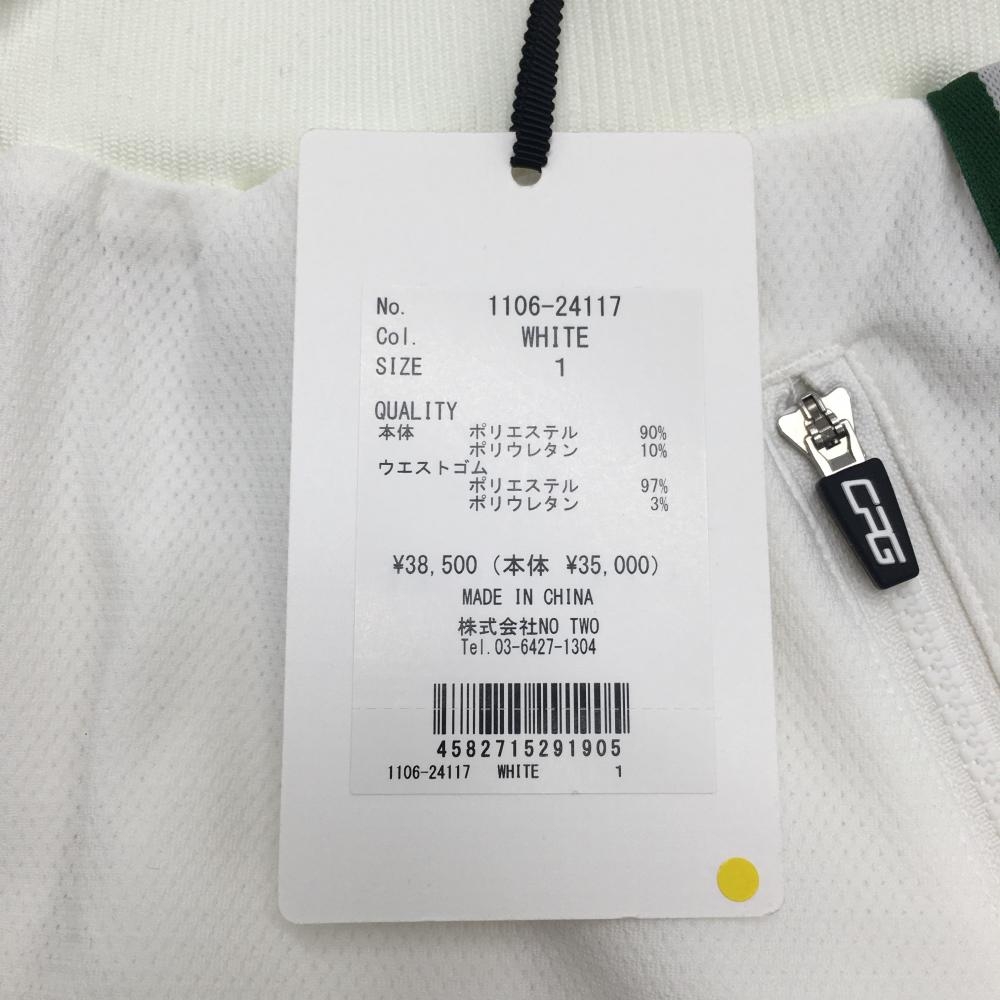 No. 1106-24117
Col. WHITE
SIZE 1
QUALITY
本体 ポリエステル 90%
ポリウレタン 10%
ウエストゴム
ポリエステル 97%
ポリウレタン 3%
¥38,500 (本体 ¥35,000)
MADE IN CHINA
株式会社NO TWO
Tel.03-6427-1304
4582715291905
1106-24117 WHITE 1
CPG